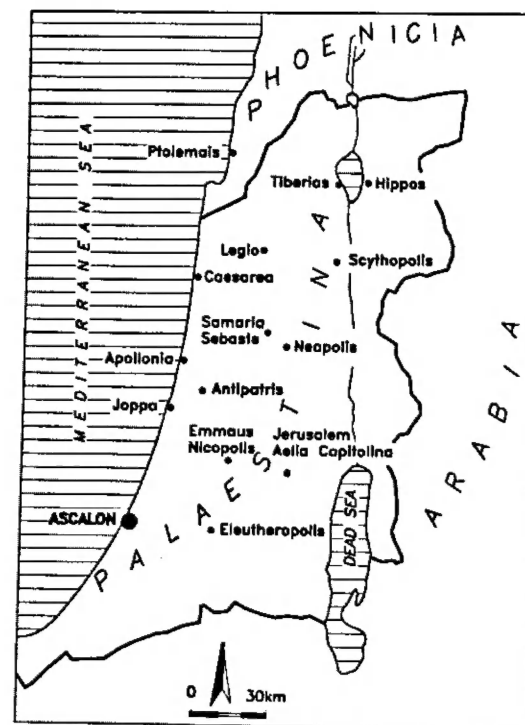 PHOENICIA
MEDITERRANEAN SEA
Ptolemais
Tiberias
Hippos
Legio
Scythopolis
Caesarea
Samaria
Sebaste
Neapolis
Apollonia
Antipatris
Joppa
Emmaus
Nicopolis
Jerusalem
Aelia Capitolina
ASCALON
Eleutheropolis
DEAD SEA
PALAESTINA
ARABIA
0 30km